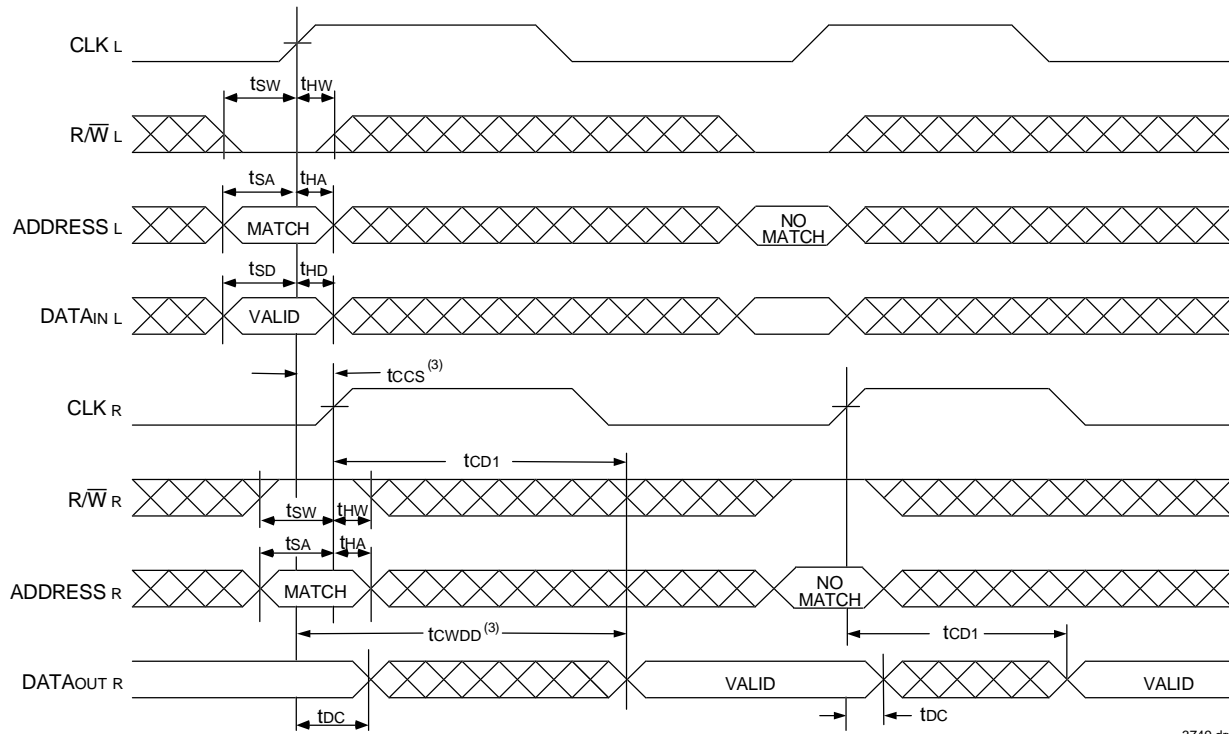 CLK L
tSW tHW
R/W̅ L
tSA tHA
ADDRESS L MATCH NO MATCH
tSD tHD
DATAIN L VALID
tCCS (3)
CLK R
tCD1
R/W̅ R
tSW tHW
tSA tHA
ADDRESS R MATCH NO MATCH
tCWDD (3) tCD1
DATAOUT R VALID VALID
tDC tDC